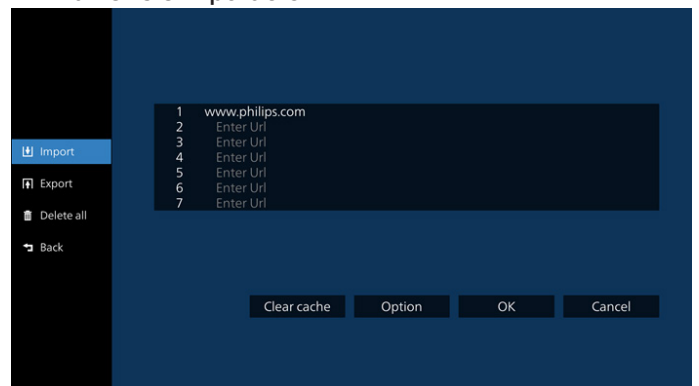 Import
Export
Delete all
Back
1 www.philips.com
2 Enter Url
3 Enter Url
4 Enter Url
5 Enter Url
6 Enter Url
7 Enter Url
Clear cache Option OK Cancel